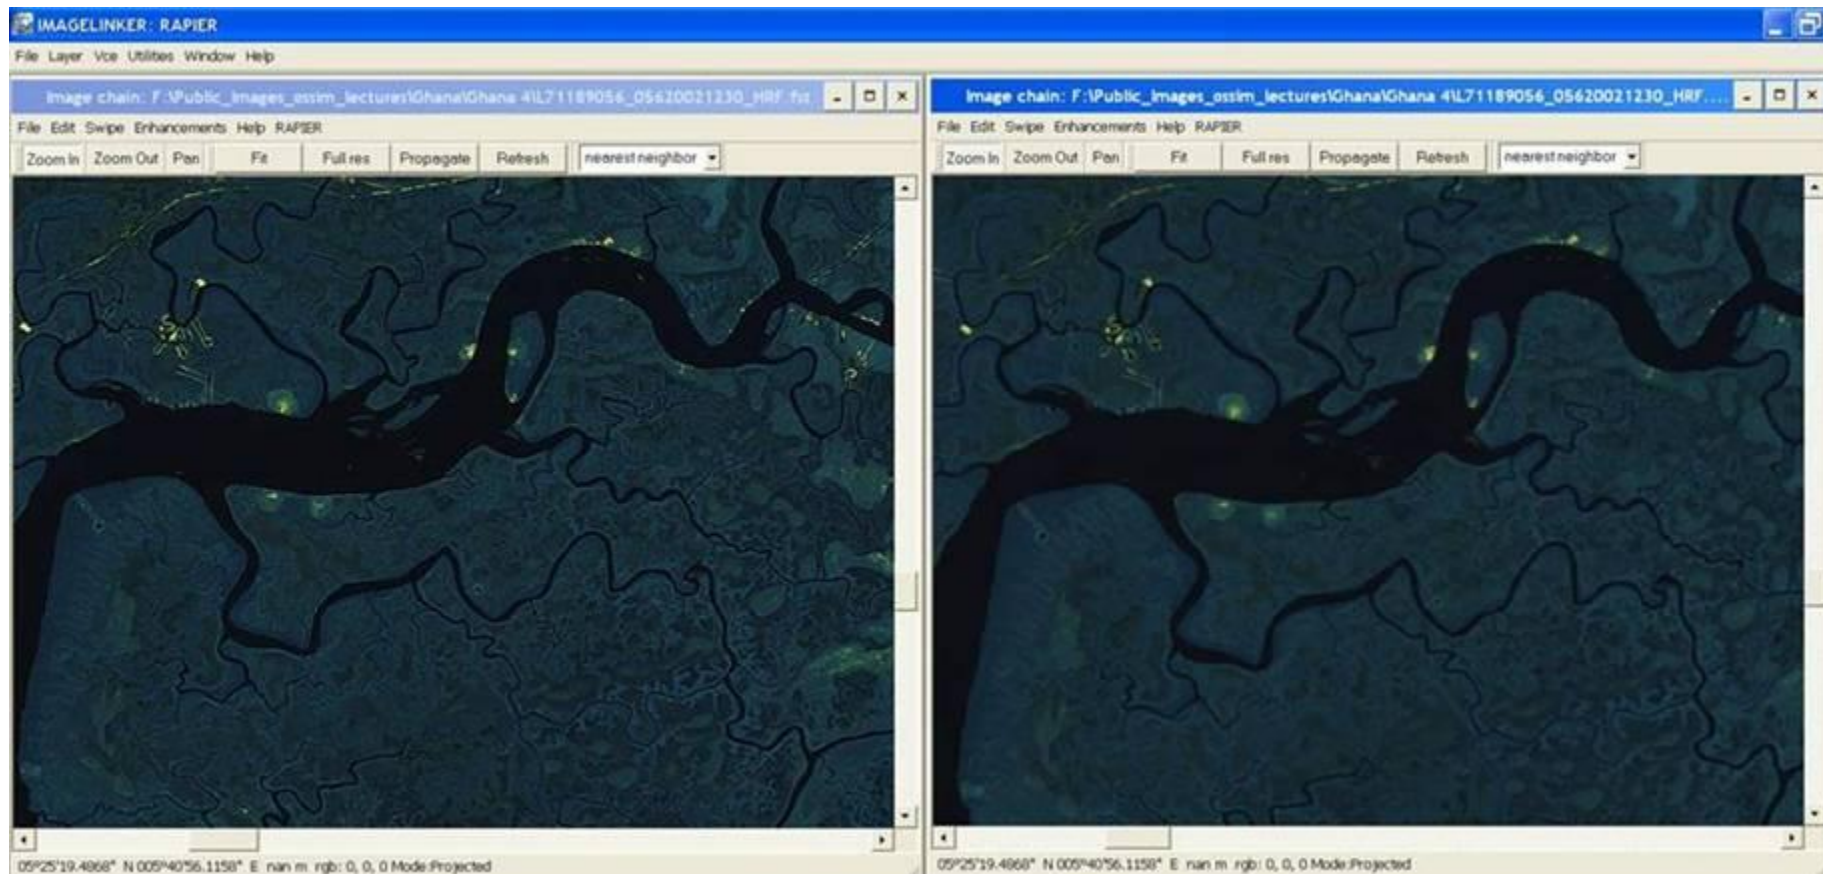 IMAGELINKER: RAPIER
File Layer Vce Utilities Window Help
Image chain: F:\Public_images_ossim_lectures\Ghana\Ghana 4\L71189056_05620021230_HRF.fst
File Edit Swipe Enhancements Help RAPIER
Zoom In Zoom Out Pan Fit Full res Propagate Refresh nearest neighbor
05°25'19.4868" N 005°40'56.1158" E nan m rgb: 0, 0, 0 Mode:Projected
Image chain: F:\Public_images_ossim_lectures\Ghana\Ghana 4\L71189056_05620021230_HRF....
File Edit Swipe Enhancements Help RAPIER
Zoom In Zoom Out Pan Fit Full res Propagate Refresh nearest neighbor
05°25'19.4868" N 005°40'56.1158" E nan m rgb: 0, 0, 0 Mode:Projected